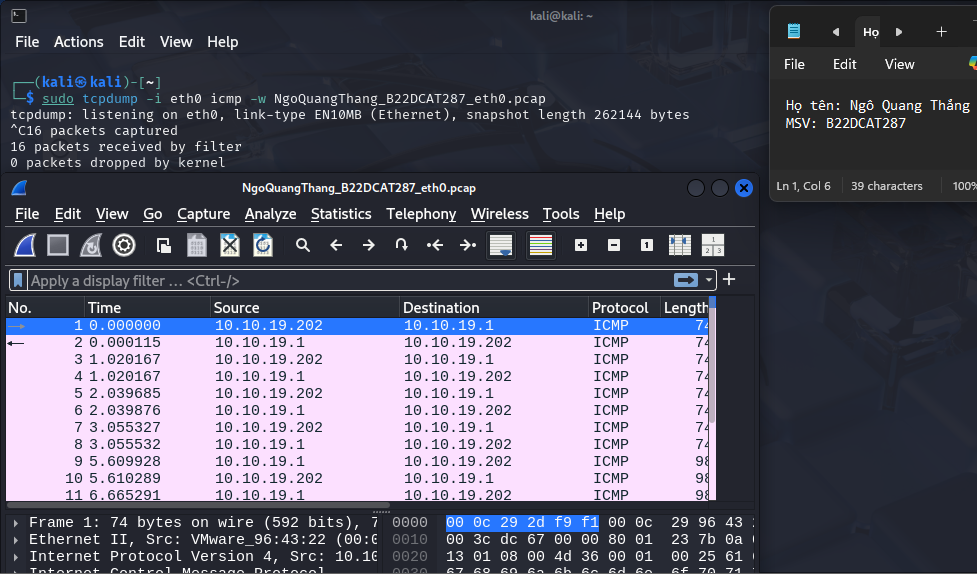 kali@kali: ~
File Actions Edit View Help
┌──(kali㉿kali)-[~]
└─$ sudo tcpdump -i eth0 icmp -w NgoQuangThang_B22DCAT287_eth0.pcap
tcpdump: listening on eth0, link-type EN10MB (Ethernet), snapshot length 262144 bytes
^C16 packets captured
16 packets received by filter
0 packets dropped by kernel
Họ
File Edit View
Họ tên: Ngô Quang Thắng
MSV: B22DCAT287
Ln 1, Col 6 39 characters 100%
NgoQuangThang_B22DCAT287_eth0.pcap
File Edit View Go Capture Analyze Statistics Telephony Wireless Tools Help
Apply a display filter … <Ctrl-/>
No. Time Source Destination Protocol Length
1 0.000000 10.10.19.202 10.10.19.1 ICMP 74
2 0.000115 10.10.19.1 10.10.19.202 ICMP 74
3 1.020167 10.10.19.202 10.10.19.1 ICMP 74
4 1.020167 10.10.19.1 10.10.19.202 ICMP 74
5 2.039685 10.10.19.202 10.10.19.1 ICMP 74
6 2.039876 10.10.19.1 10.10.19.202 ICMP 74
7 3.055327 10.10.19.202 10.10.19.1 ICMP 74
8 3.055532 10.10.19.1 10.10.19.202 ICMP 74
9 5.609928 10.10.19.1 10.10.19.202 ICMP 98
10 5.610289 10.10.19.202 10.10.19.1 ICMP 98
11 6.665291 10.10.19.1 10.10.19.202 ICMP 98
Frame 1: 74 bytes on wire (592 bits), 7
Ethernet II, Src: VMware_96:43:22 (00:0
Internet Protocol Version 4, Src: 10.10
Internet Control Message Protocol
0000 00 0c 29 2d f9 f1 00 0c 29 96 43
0010 00 3c dc 67 00 00 80 01 23 7b 0a
0020 13 01 08 00 4d 36 00 01 00 25 61
0030 67 68 69 6a 6b 6c 6d 6e 6f 70 71